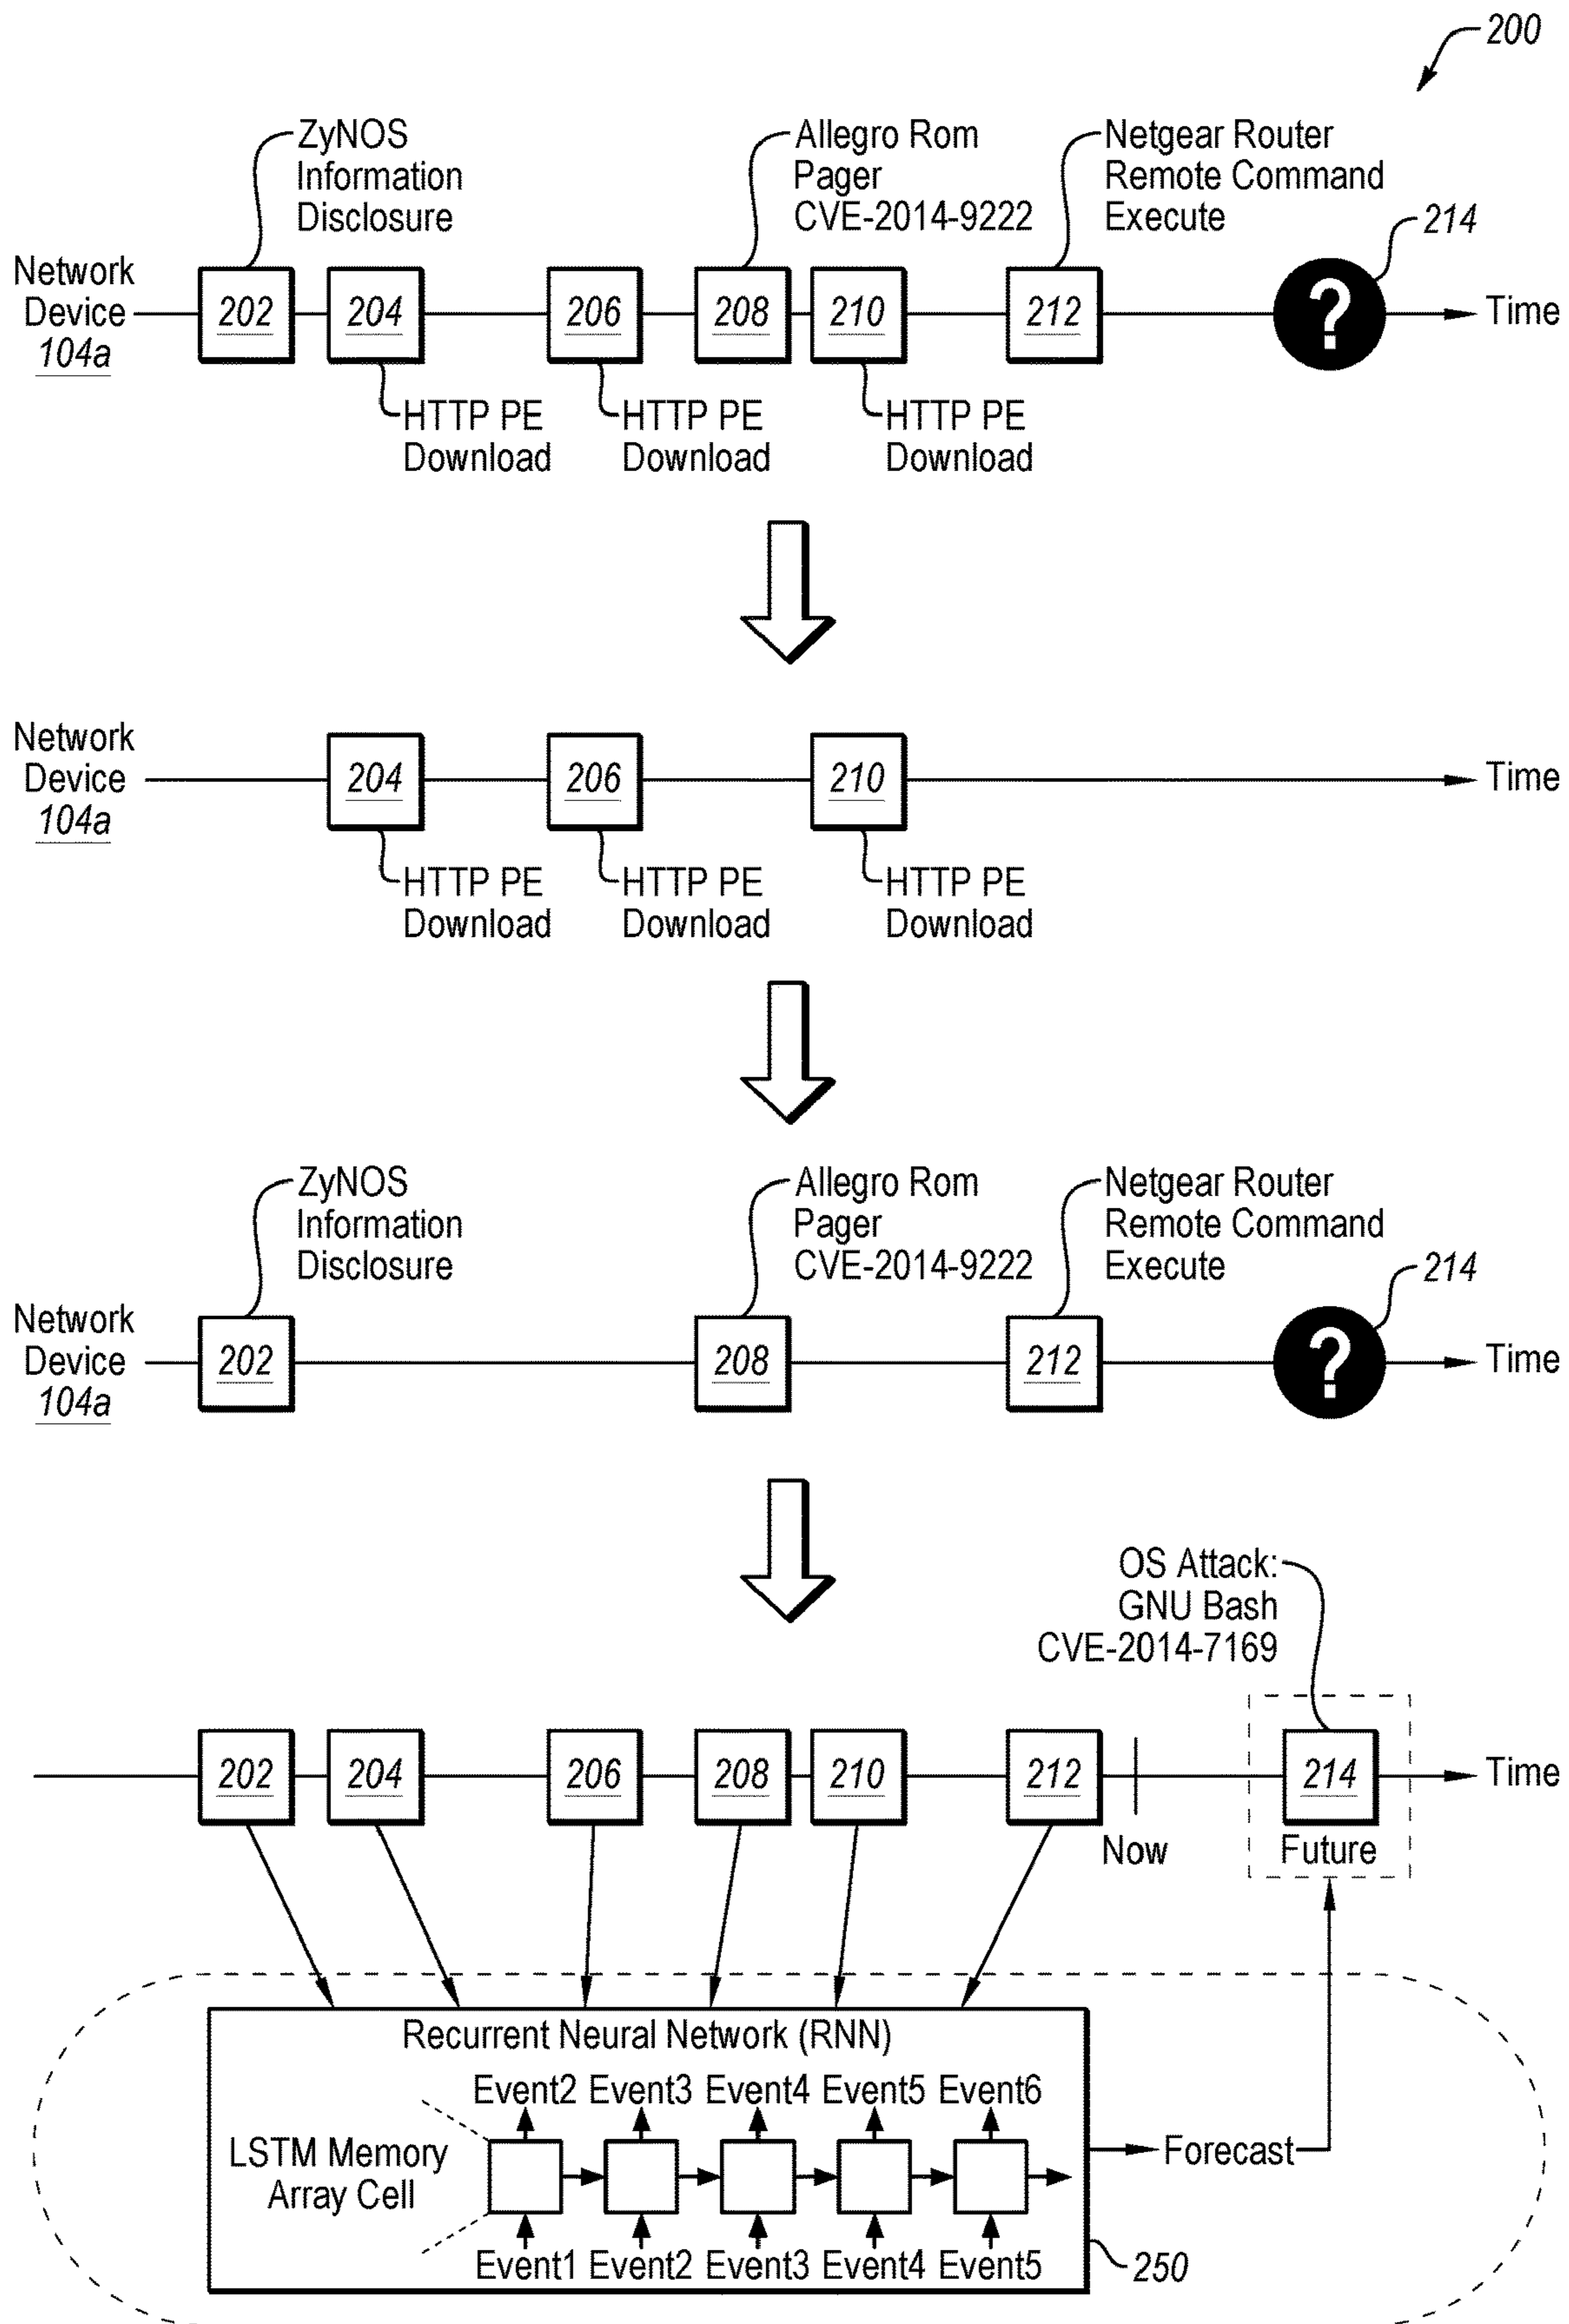 200
ZyNOS
Information
Disclosure
Allegro Rom
Pager
CVE-2014-9222
Netgear Router
Remote Command
Execute
214
Network
Device
104a
202
204
206
208
210
212
?
Time
HTTP PE
Download
HTTP PE
Download
HTTP PE
Download
Network
Device
104a
204
206
210
Time
HTTP PE
Download
HTTP PE
Download
HTTP PE
Download
ZyNOS
Information
Disclosure
Allegro Rom
Pager
CVE-2014-9222
Netgear Router
Remote Command
Execute
214
Network
Device
104a
202
208
212
?
Time
OS Attack:
GNU Bash
CVE-2014-7169
202
204
206
208
210
212
214
Time
Now
Future
Recurrent Neural Network (RNN)
Event2 Event3 Event4 Event5 Event6
LSTM Memory
Array Cell
Forecast
Event1 Event2 Event3 Event4 Event5
250